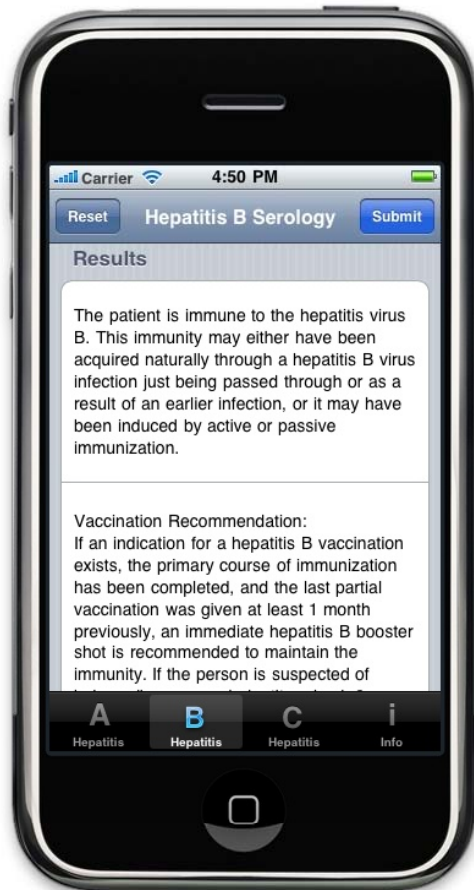 Carrier 4:50 PM
Reset Hepatitis B Serology Submit
Results
The patient is immune to the hepatitis virus
B. This immunity may either have been
acquired naturally through a hepatitis B virus
infection just being passed through or as a
result of an earlier infection, or it may have
been induced by active or passive
immunization.
Vaccination Recommendation:
If an indication for a hepatitis B vaccination
exists, the primary course of immunization
has been completed, and the last partial
vaccination was given at least 1 month
previously, an immediate hepatitis B booster
shot is recommended to maintain the
immunity. If the person is suspected of
A B C i
Hepatitis Hepatitis Hepatitis Info